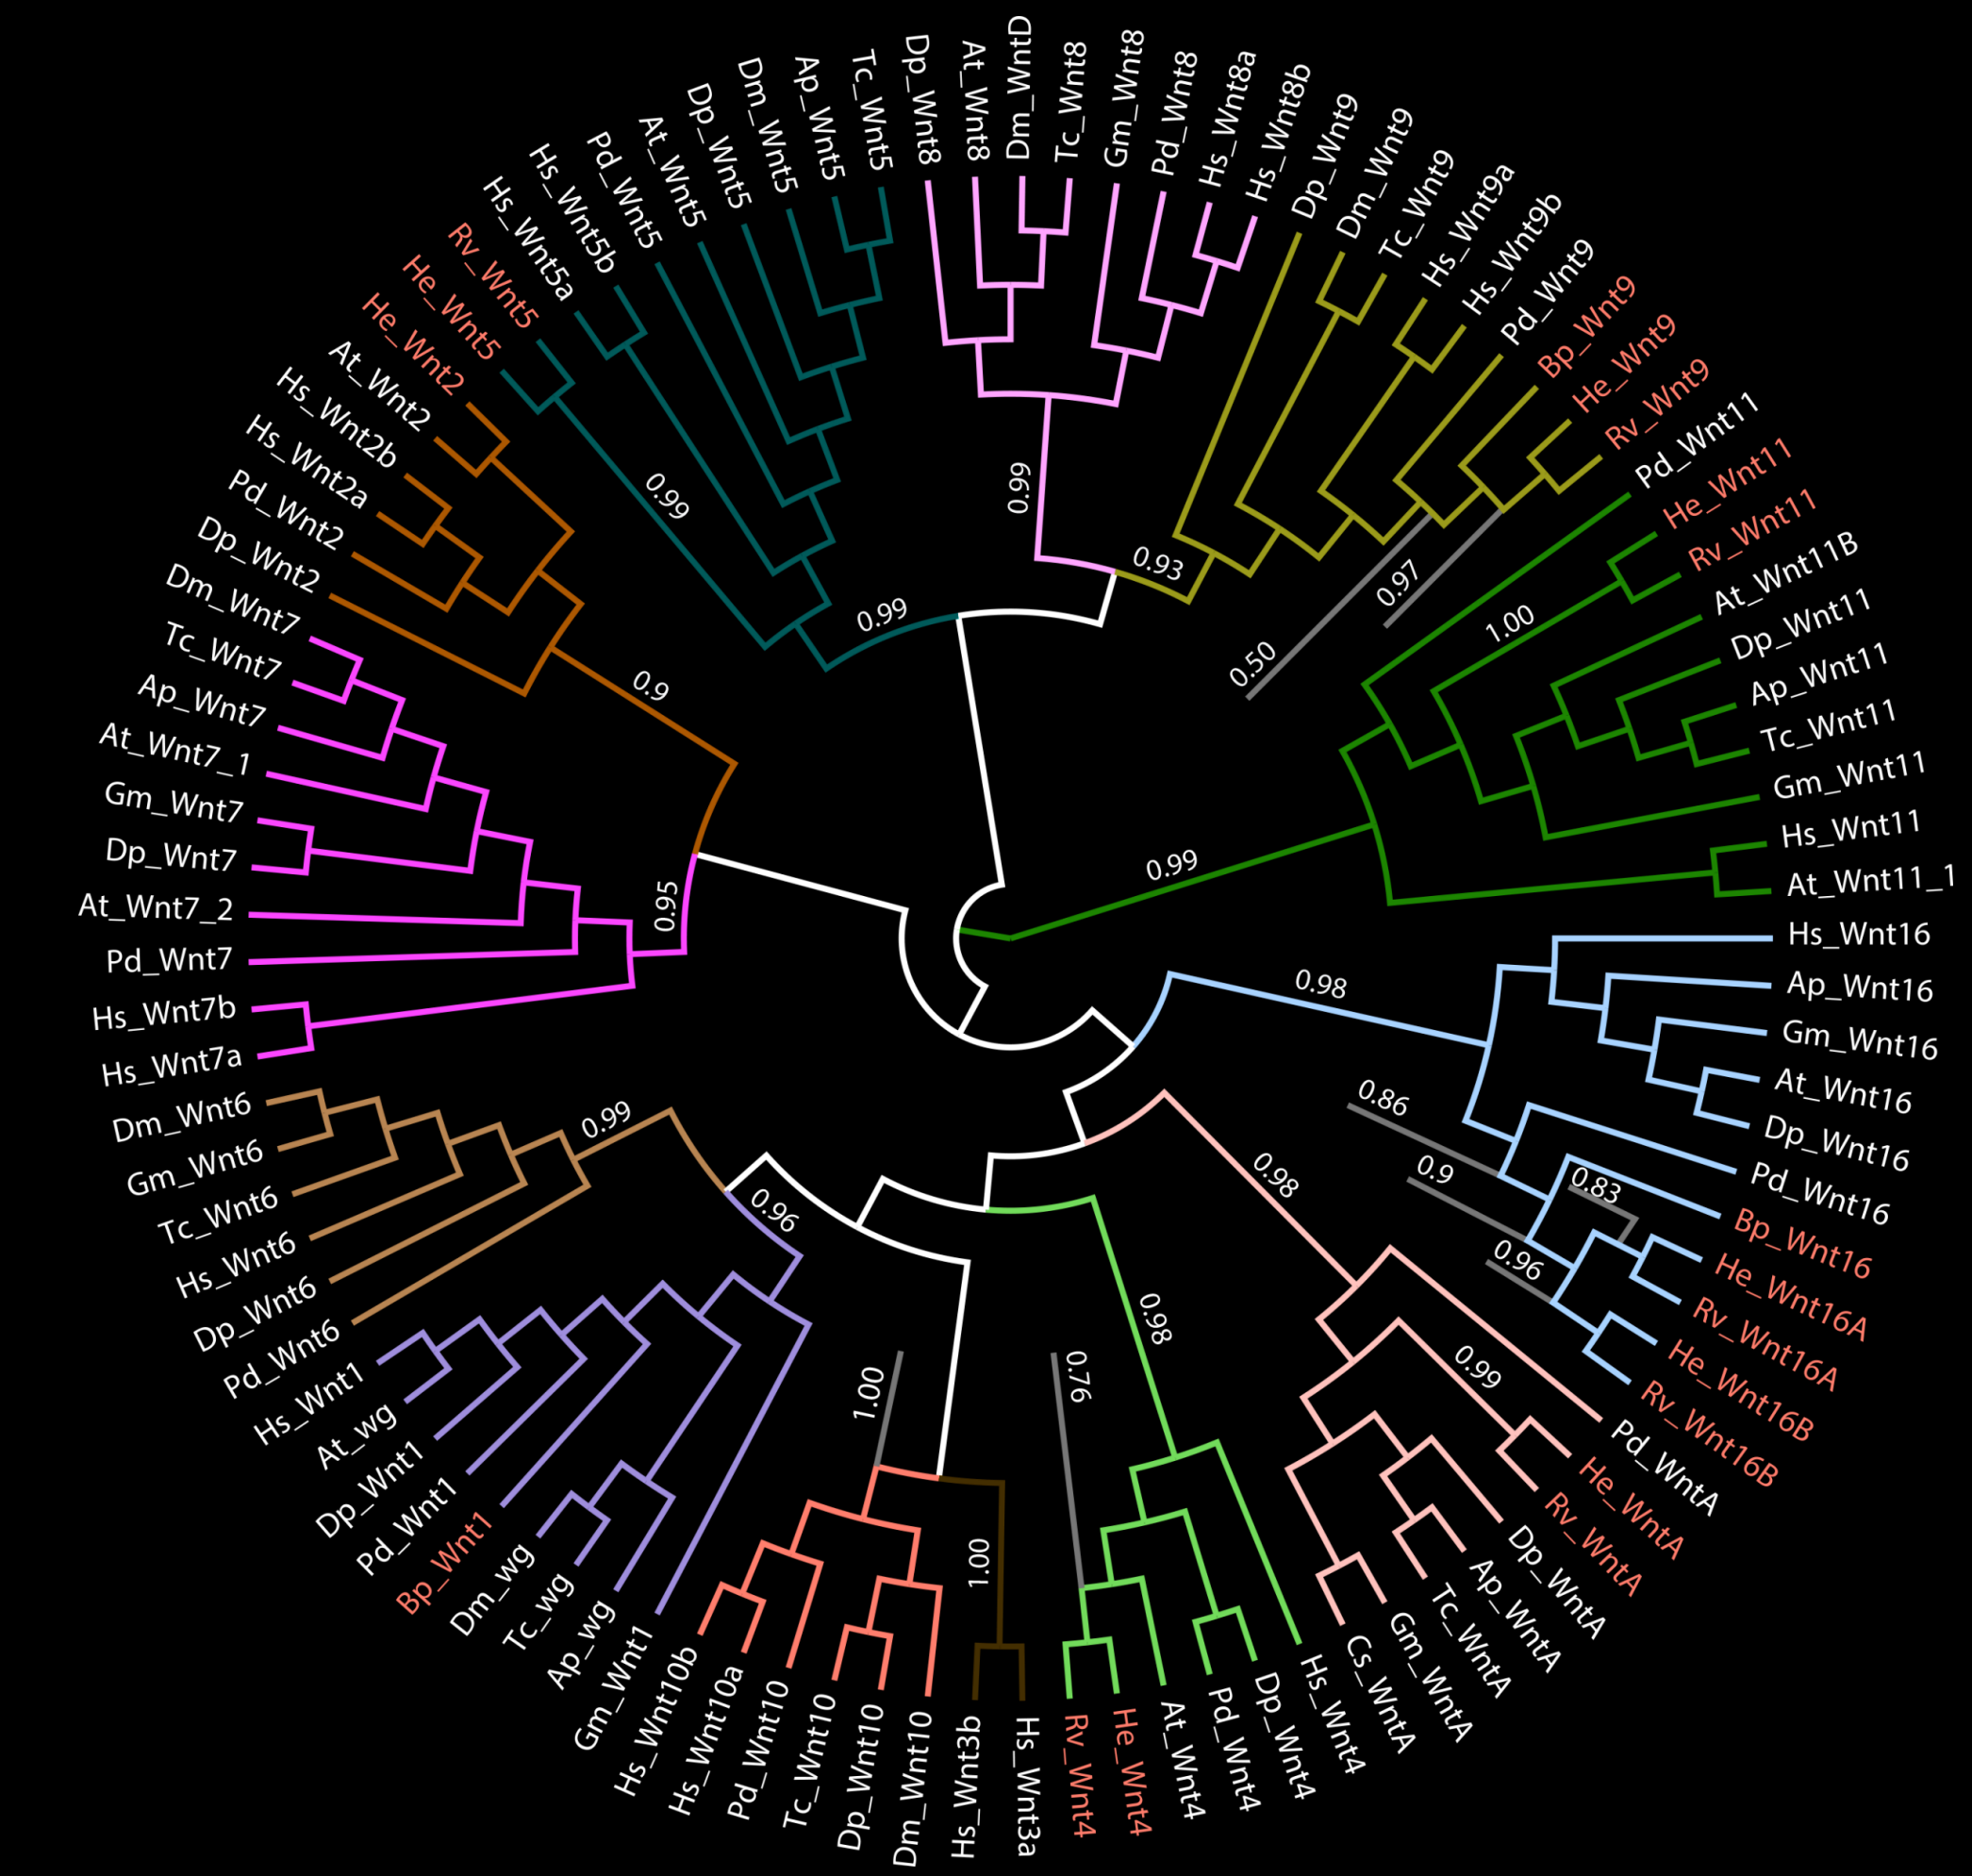 Dp_Wnt8
At_Wnt8
Dm_WntD
Tc_Wnt8
Gm_Wnt8
Pd_Wnt8
Hs_Wnt8a
Hs_Wnt8b
Dp_Wnt9
Dm_Wnt9
Tc_Wnt9
Hs_Wnt9a
Hs_Wnt9b
Pd_Wnt9
Bp_Wnt9
He_Wnt9
Rv_Wnt9
Pd_Wnt11
He_Wnt11
Rv_Wnt11
At_Wnt11B
Dp_Wnt11
Ap_Wnt11
Tc_Wnt11
Gm_Wnt11
Hs_Wnt11
At_Wnt11_1
Hs_Wnt16
Ap_Wnt16
Gm_Wnt16
At_Wnt16
Dp_Wnt16
Pd_Wnt16
Bp_Wnt16
He_Wnt16A
Rv_Wnt16A
He_Wnt16B
Rv_Wnt16B
Pd_WntA
He_WntA
Rv_WntA
Dp_WntA
Ap_WntA
Tc_WntA
Gm_WntA
Cs_WntA
Hs_Wnt4
Dp_Wnt4
Pd_Wnt4
At_Wnt4
He_Wnt4
Rv_Wnt4
Hs_Wnt3a
Hs_Wnt3b
Dm_Wnt10
Dp_Wnt10
Tc_Wnt10
Pd_Wnt10
Hs_Wnt10a
Hs_Wnt10b
Gm_Wnt1
Ap_wg
Tc_wg
Dm_wg
Bp_Wnt1
Pd_Wnt1
Dp_Wnt1
At_wg
Hs_Wnt1
Pd_Wnt6
Dp_Wnt6
Hs_Wnt6
Tc_Wnt6
Gm_Wnt6
Dm_Wnt6
Hs_Wnt7a
Hs_Wnt7b
Pd_Wnt7
At_Wnt7_2
Dp_Wnt7
Gm_Wnt7
At_Wnt7_1
Ap_Wnt7
Tc_Wnt7
Dm_Wnt7
Dp_Wnt2
Pd_Wnt2
Hs_Wnt2a
Hs_Wnt2b
At_Wnt2
He_Wnt2
He_Wnt5
Rv_Wnt5
Hs_Wnt5a
Hs_Wnt5b
Pd_Wnt5
At_Wnt5
Dp_Wnt5
Dm_Wnt5
Ap_Wnt5
Tc_Wnt5
0.99
0.99
0.99
0.93
0.97
0.50
1.00
0.99
0.98
0.86
0.9
0.83
0.96
0.98
0.99
0.98
0.76
1.00
1.00
0.96
0.99
0.95
0.9